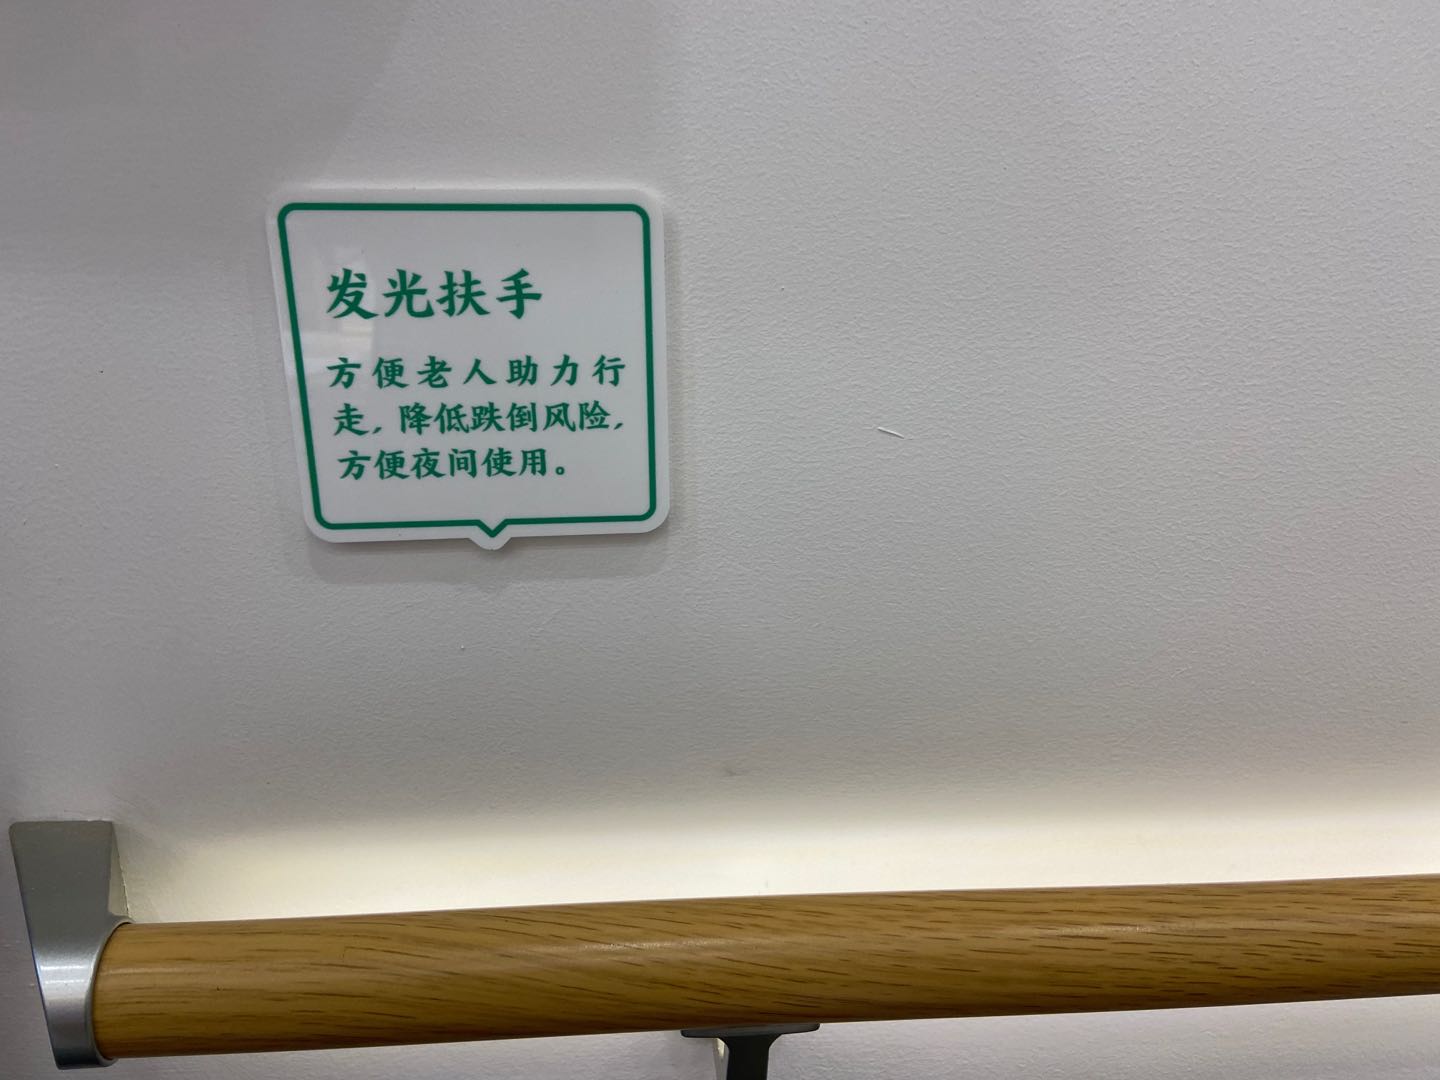 发光扶手
方便老人助力行
走，降低跌倒风险，
方便夜间使用。